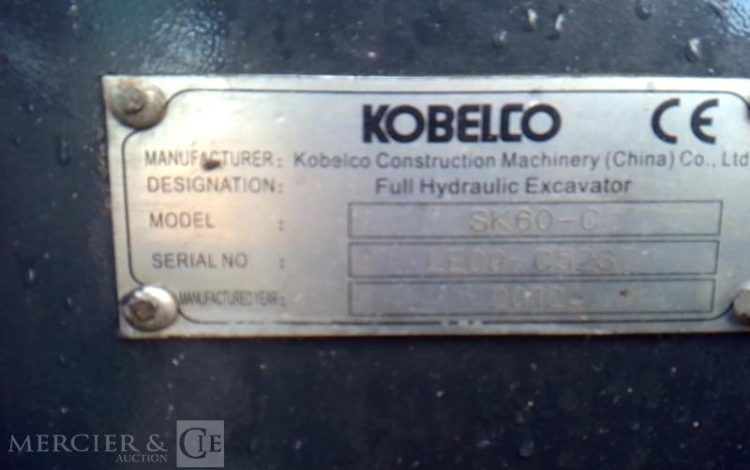 KOBELCO CE
MANUFACTURER: Kobelco Construction Machinery (China) Co., Ltd
DESIGNATION: Full Hydraulic Excavator
MODEL : SK60-C
SERIAL NO :
MANUFACTURED YEAR:
MERCIER & CIE
AUCTION